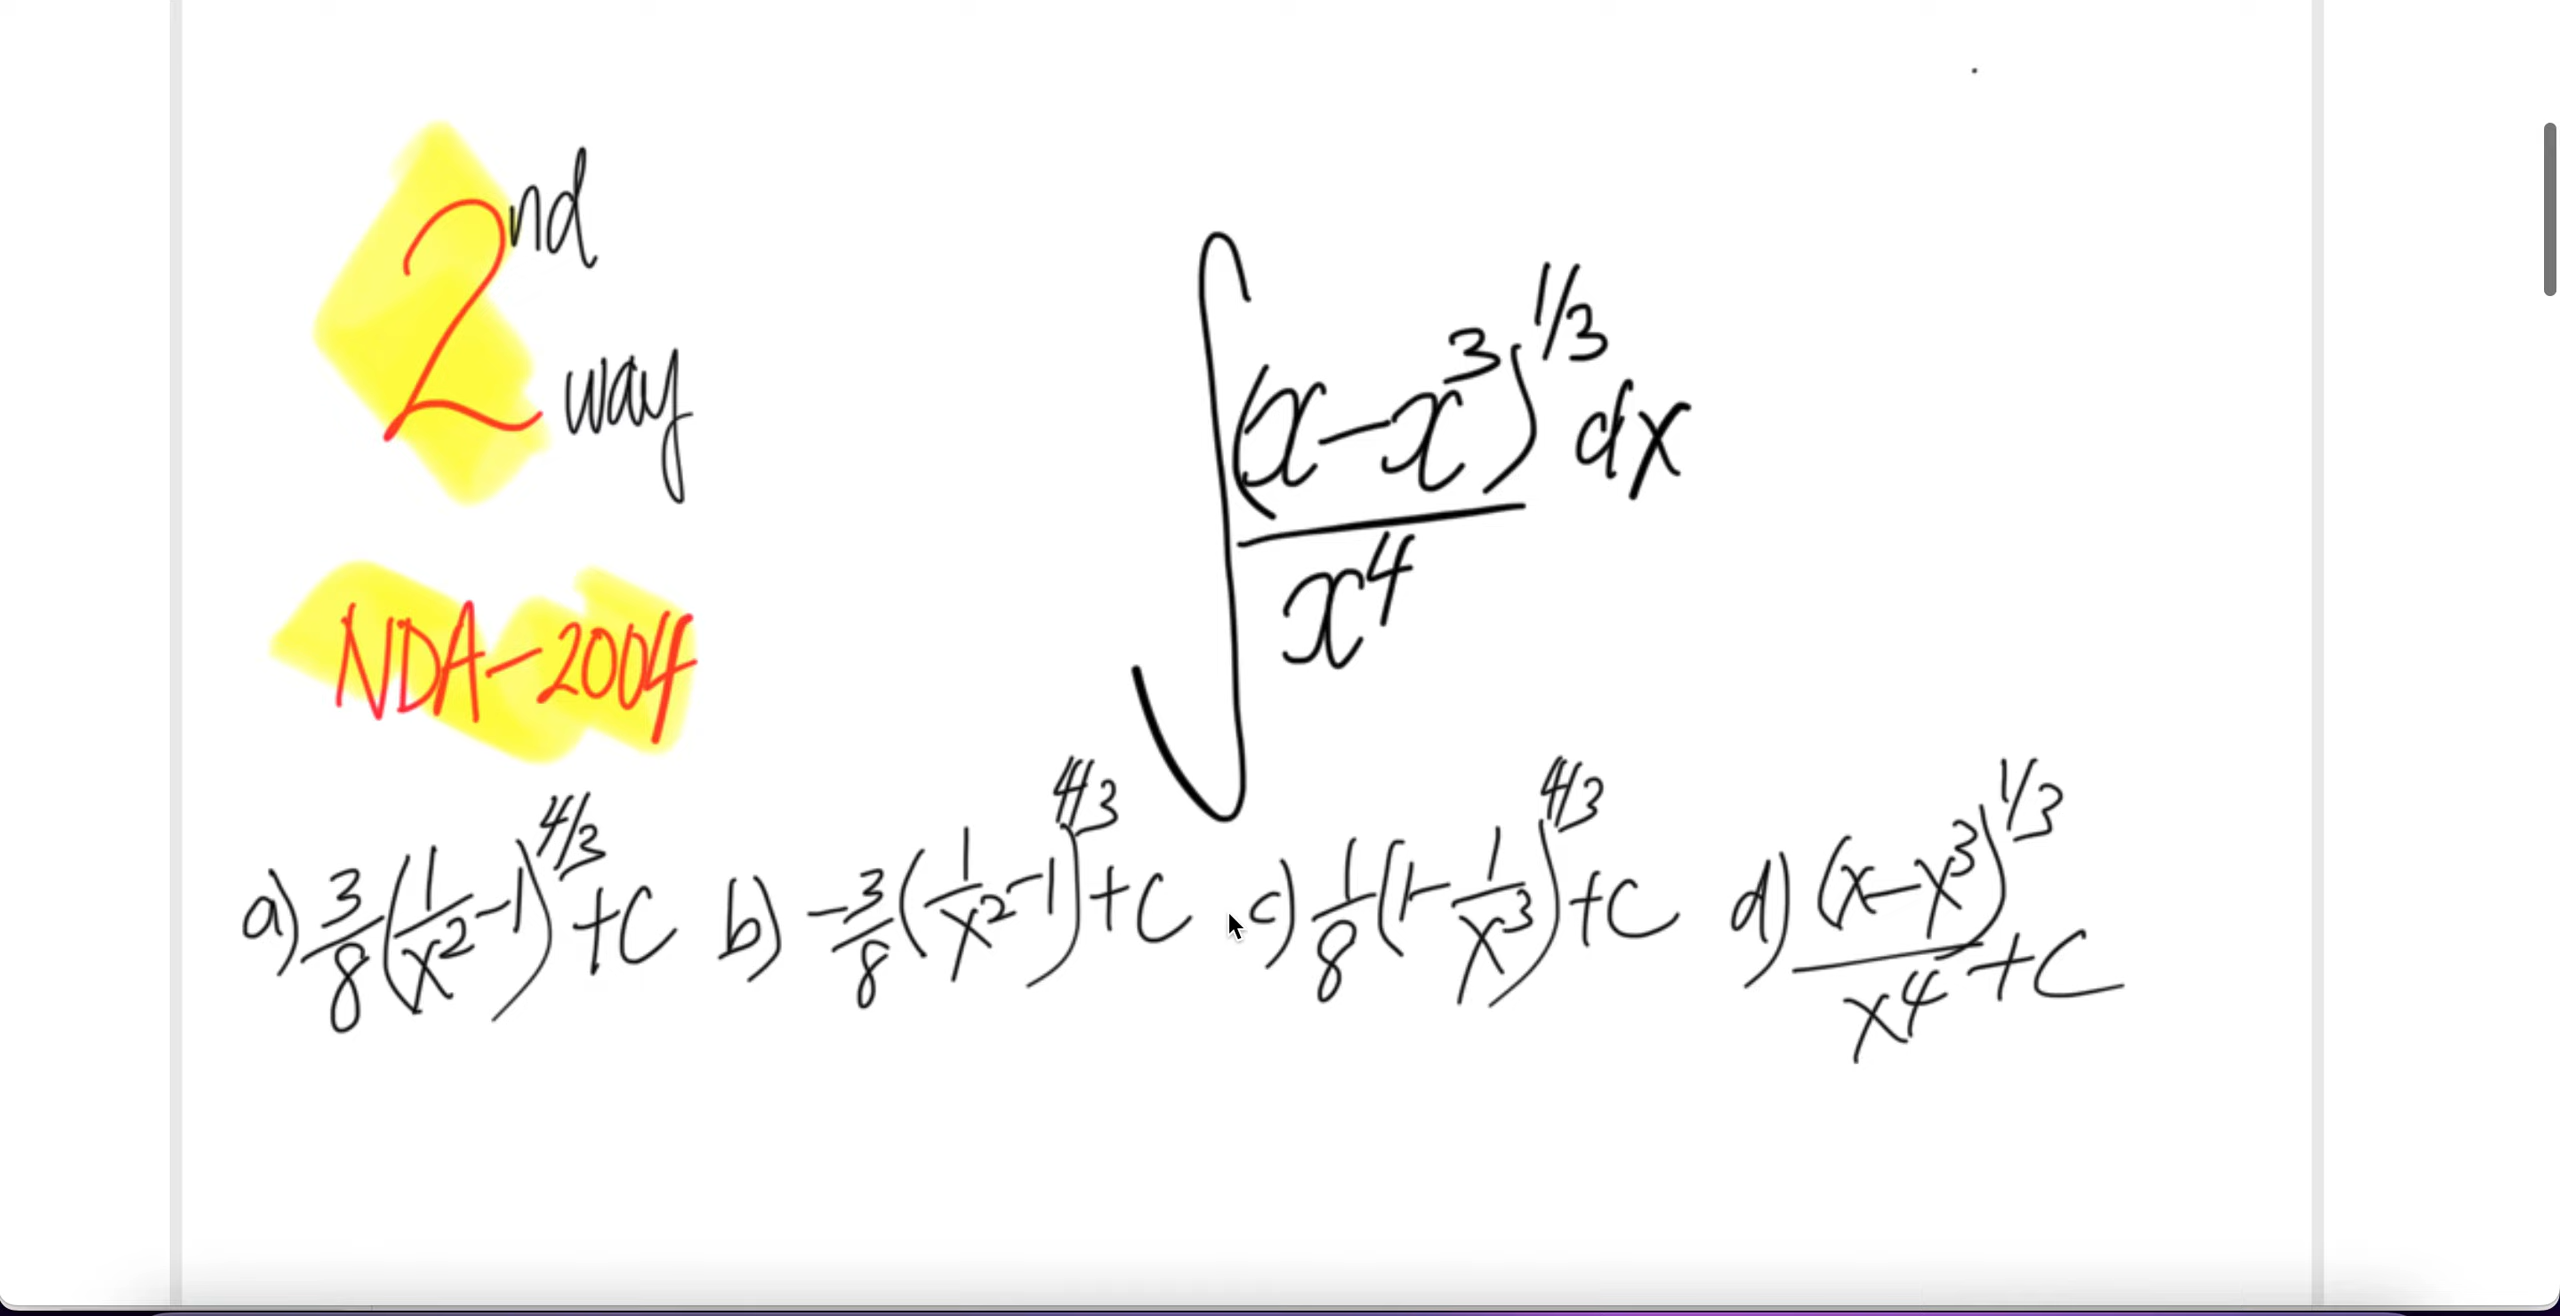 2nd
way
∫ (x-x³)^1/3 / x⁴ dx
NDA-2004
a) 3/8 (1/x² -1)^4/3 +C b) -3/8 (1/x² -1)^4/3 +C c) 1/8 (1- 1/x³)^4/3 +C d) (x-x³)^1/3 / x⁴ +C